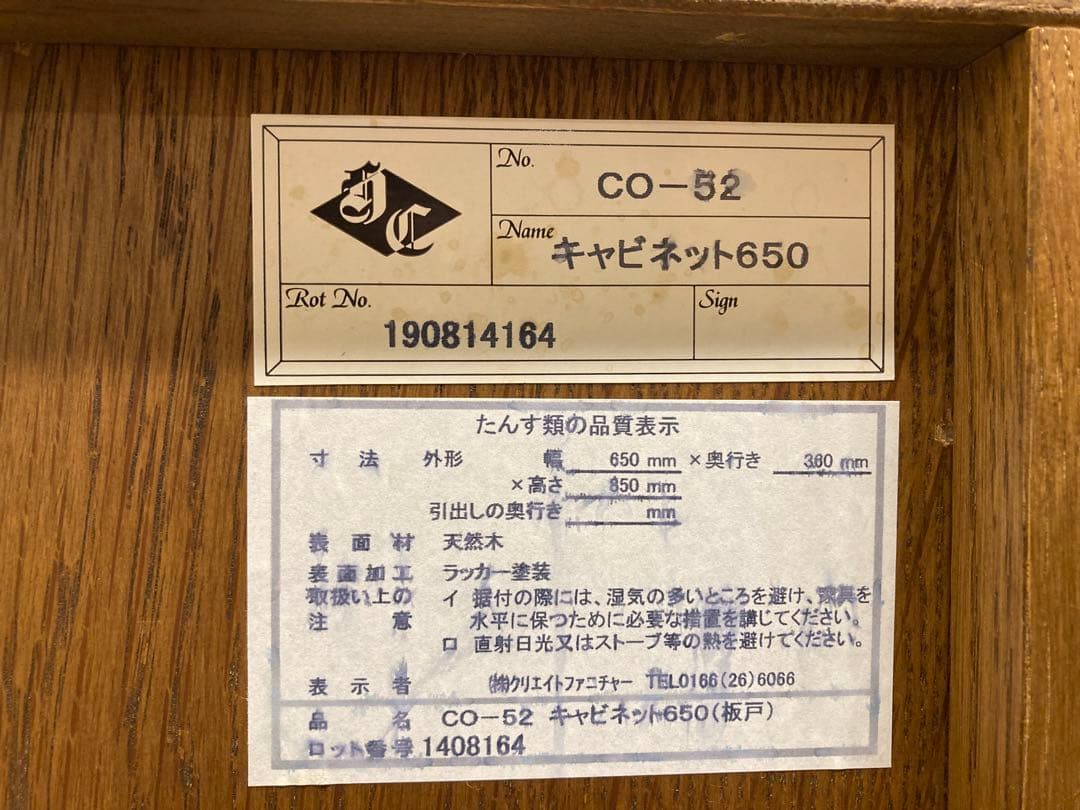 JC
No.
CO-52
Name
キャビネット650
Rot No.
190814164
Sign
たんす類の品質表示
寸法 外形 幅 650 mm ×奥行き 360 mm
×高さ 850 mm
引出しの奥行き mm
表面材 天然木
表面加工 ラッカー塗装
取扱い上の イ 据付の際には、湿気の多いところを避け、家具を
注意 水平に保つために必要な措置を講じてください。
ロ 直射日光又はストーブ等の熱を避けてください。
表示者 ㈱クリエイトファニチャー TEL0166(26)6066
品名 CO-52 キャビネット650(板戸)
ロット番号 1408164